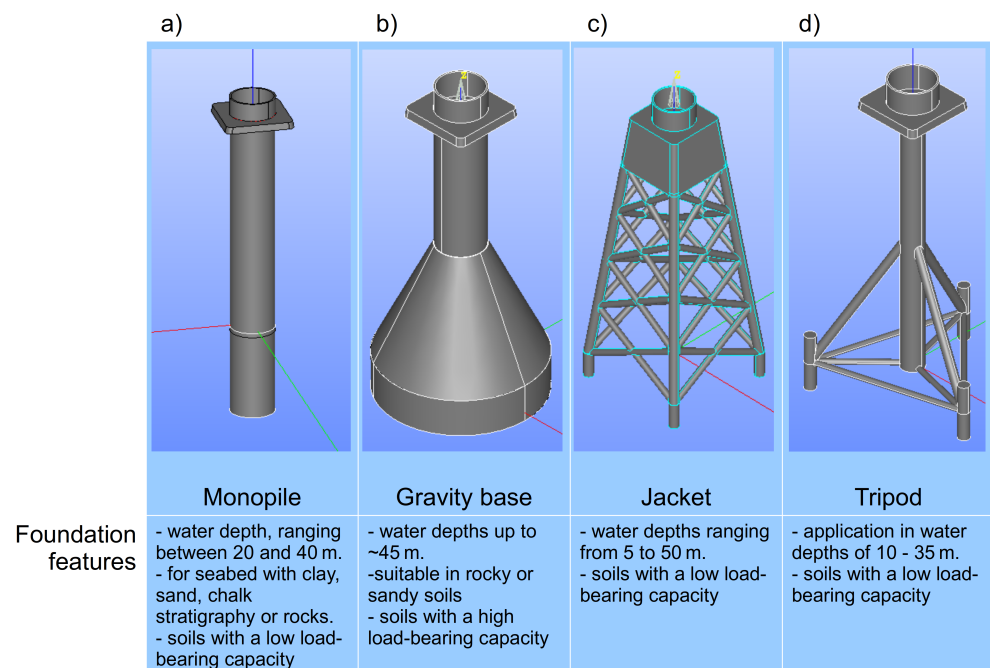 a)
b)
c)
d)
z
z
Monopile
Gravity base
Jacket
Tripod
Foundation
features
- water depth, ranging
between 20 and 40 m.
- for seabed with clay,
sand, chalk
stratigraphy or rocks.
- soils with a low load-
bearing capacity
- water depths up to
~45 m.
-suitable in rocky or
sandy soils
- soils with a high
load-bearing capacity
- water depths ranging
from 5 to 50 m.
- soils with a low load-
bearing capacity
- application in water
depths of 10 - 35 m.
- soils with a low load-
bearing capacity